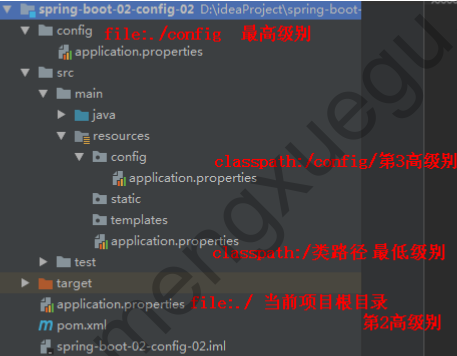 spring-boot-02-config-02 D:\ideaProject\spring-boot-
config file:./config 最高级别
application.properties
src
main
java
resources
config
classpath:/config/第3高级别
application.properties
static
templates
application.properties
classpath:/类路径 最低级别
test
target
application.properties file:./ 当前项目根目录
第2高级别
pom.xml
spring-boot-02-config-02.iml
mengxuegu